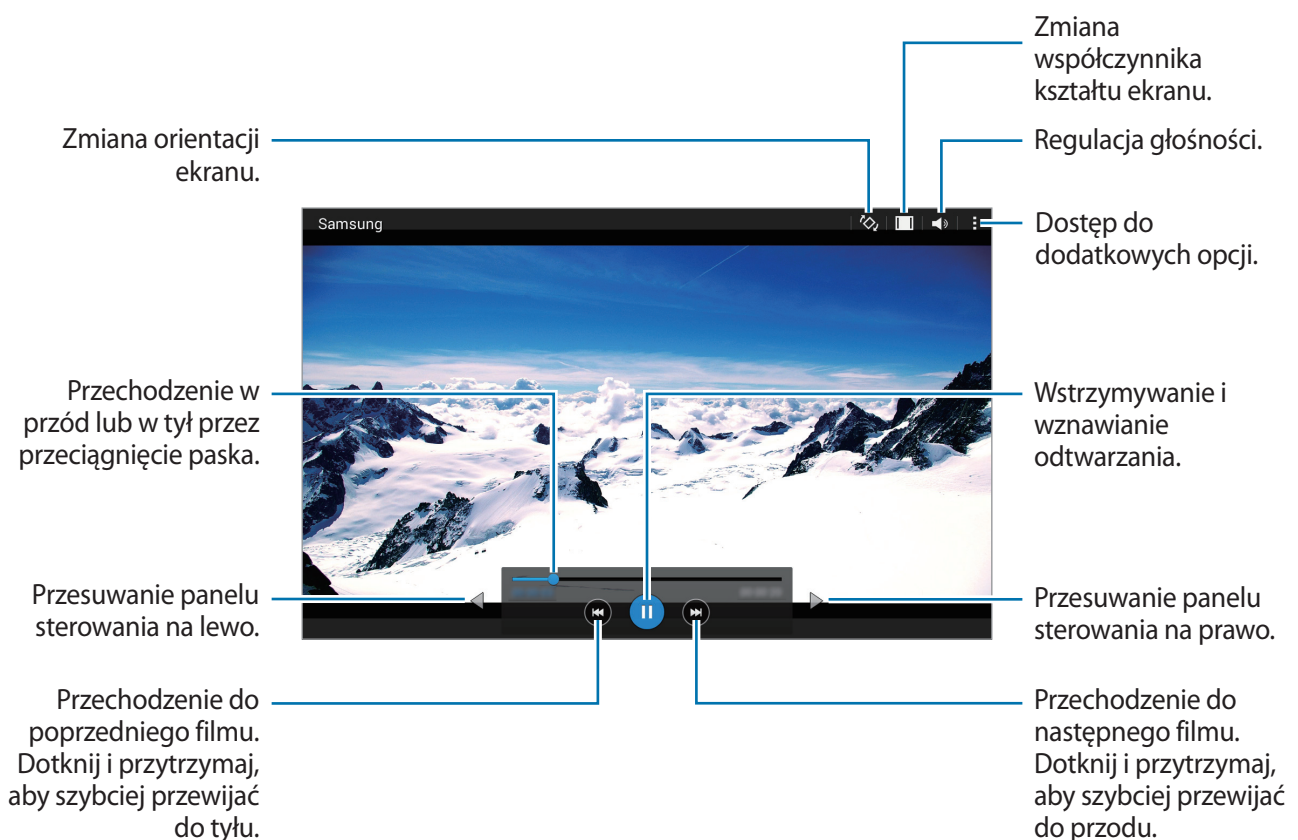 Zmiana
współczynnika
kształtu ekranu.
Zmiana orientacji
ekranu.
Regulacja głośności.
Samsung
Dostęp do
dodatkowych opcji.
Przechodzenie w
przód lub w tył przez
przeciągnięcie paska.
Wstrzymywanie i
wznawianie
odtwarzania.
Przesuwanie panelu
sterowania na lewo.
Przesuwanie panelu
sterowania na prawo.
Przechodzenie do
poprzedniego filmu.
Dotknij i przytrzymaj,
aby szybciej przewijać
do tyłu.
Przechodzenie do
następnego filmu.
Dotknij i przytrzymaj,
aby szybciej przewijać
do przodu.